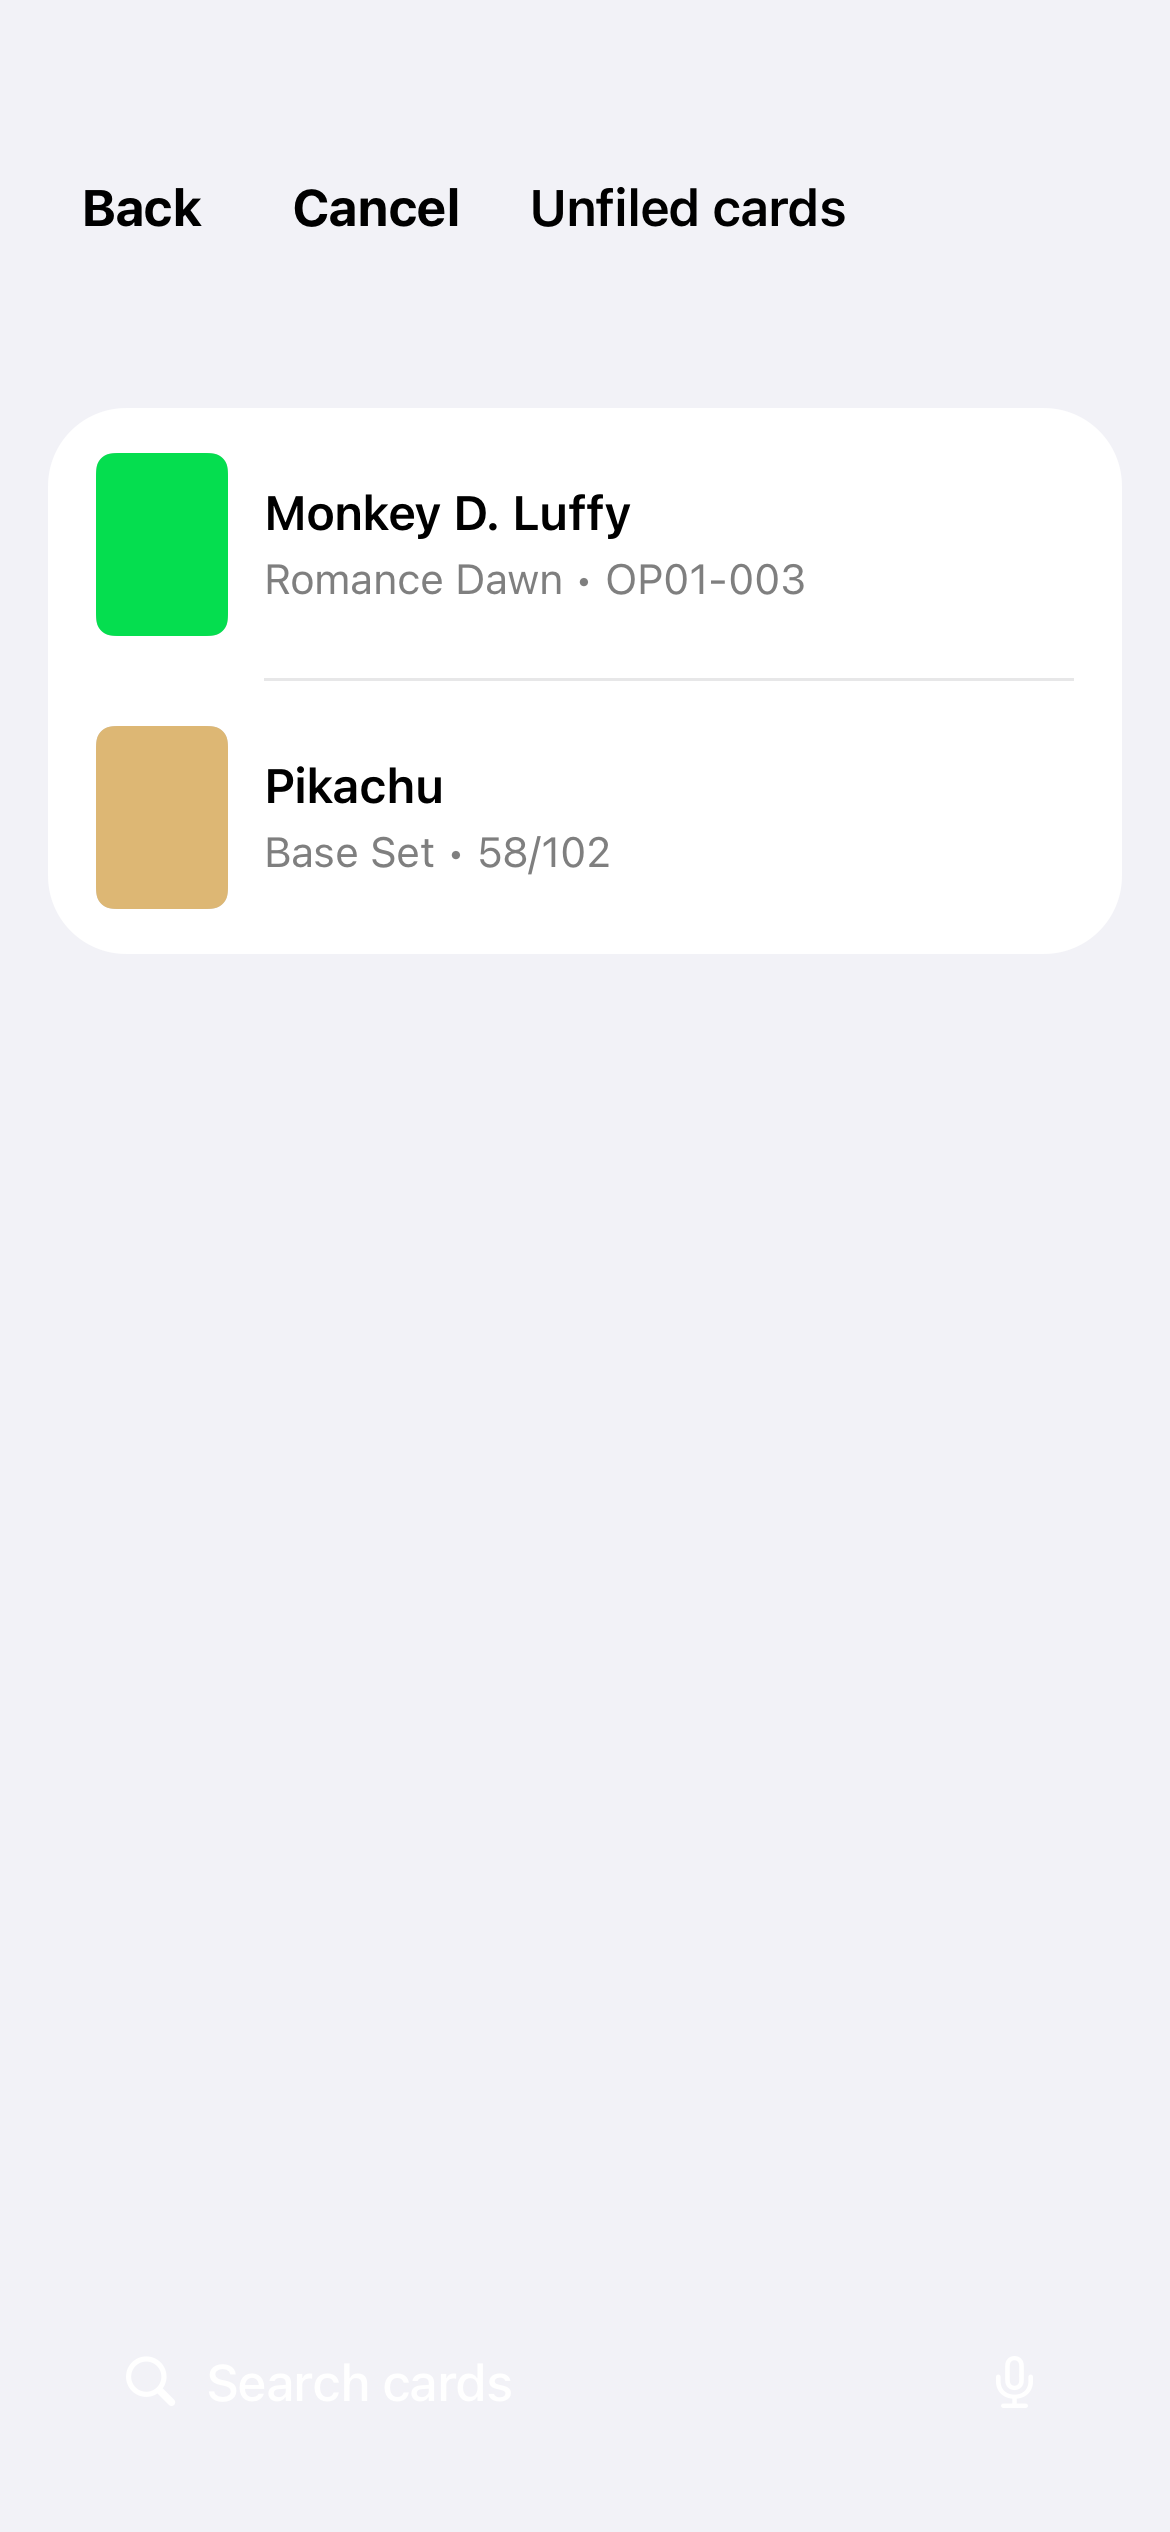 Back Cancel Unfiled cards
Monkey D. Luffy
Romance Dawn • OP01-003
Pikachu
Base Set • 58/102
Search cards